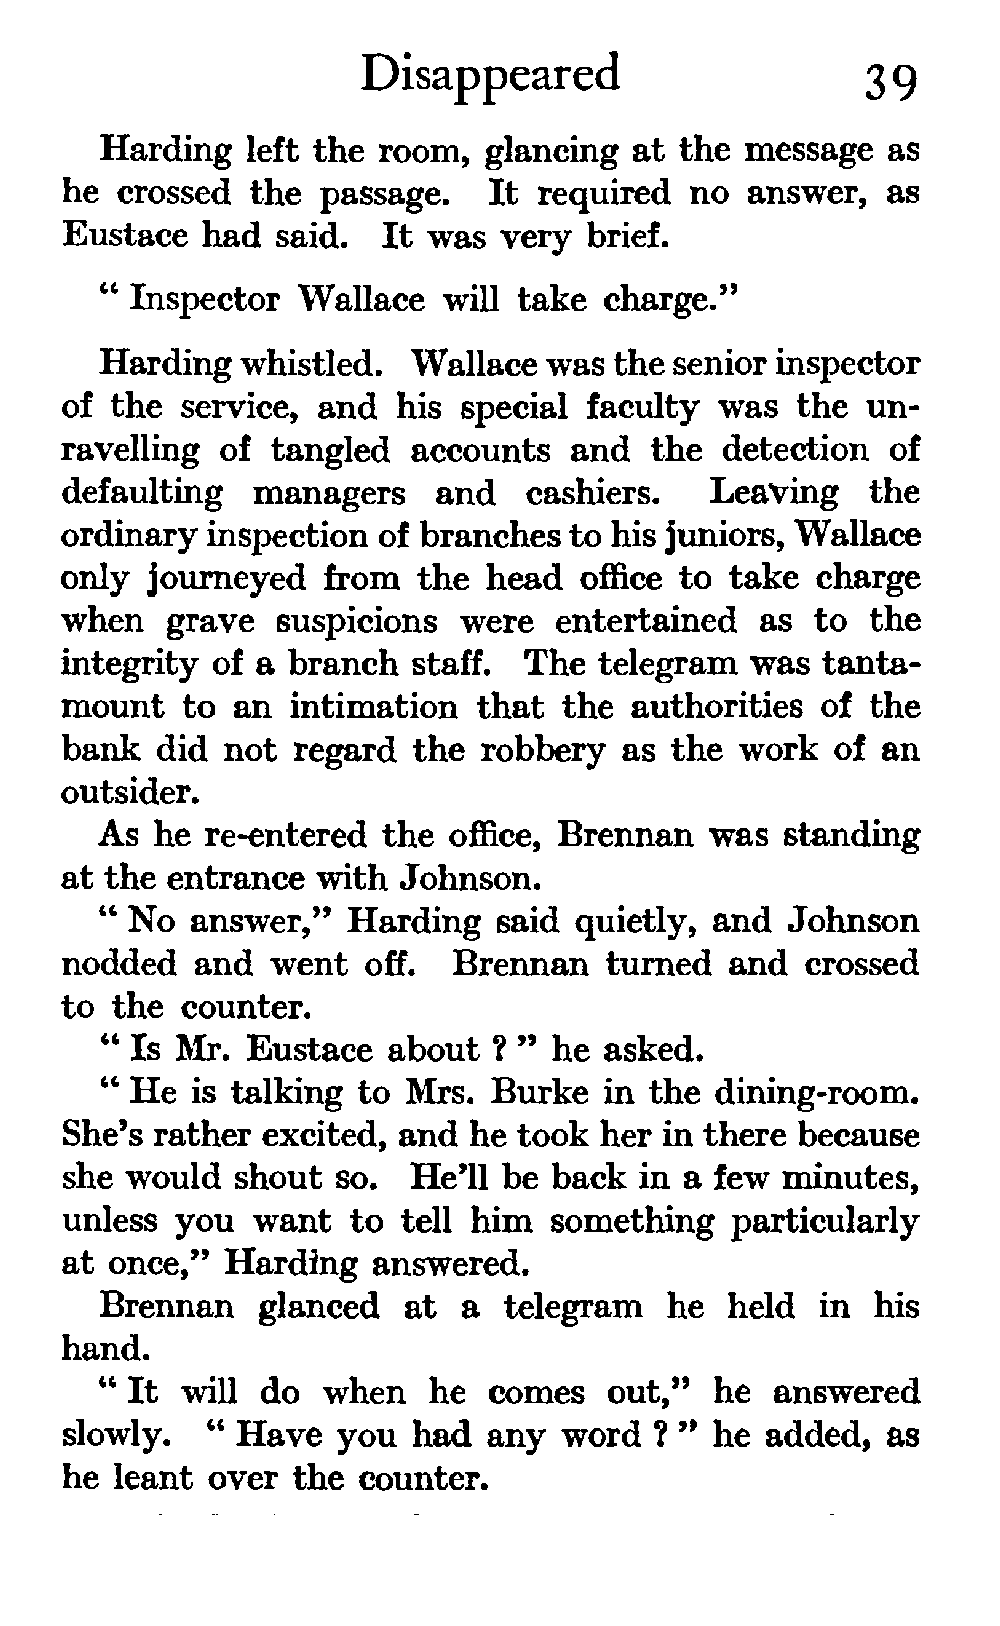 Disappeared 39
Harding left the room, glancing at the message as
he crossed the passage. It required no answer, as
Eustace had said. It was very brief.
“ Inspector Wallace will take charge.”
Harding whistled. Wallace was the senior inspector
of the service, and his special faculty was the un-
ravelling of tangled accounts and the detection of
defaulting managers and cashiers. Leaving the
ordinary inspection of branches to his juniors, Wallace
only journeyed from the head office to take charge
when grave suspicions were entertained as to the
integrity of a branch staff. The telegram was tanta-
mount to an intimation that the authorities of the
bank did not regard the robbery as the work of an
outsider.
As he re-entered the office, Brennan was standing
at the entrance with Johnson.
“ No answer,” Harding said quietly, and Johnson
nodded and went off. Brennan turned and crossed
to the counter.
“ Is Mr. Eustace about ? ” he asked.
“ He is talking to Mrs. Burke in the dining-room.
She’s rather excited, and he took her in there because
she would shout so. He’ll be back in a few minutes,
unless you want to tell him something particularly
at once,” Harding answered.
Brennan glanced at a telegram he held in his
hand.
“ It will do when he comes out,” he answered
slowly. “ Have you had any word ? ” he added, as
he leant over the counter.